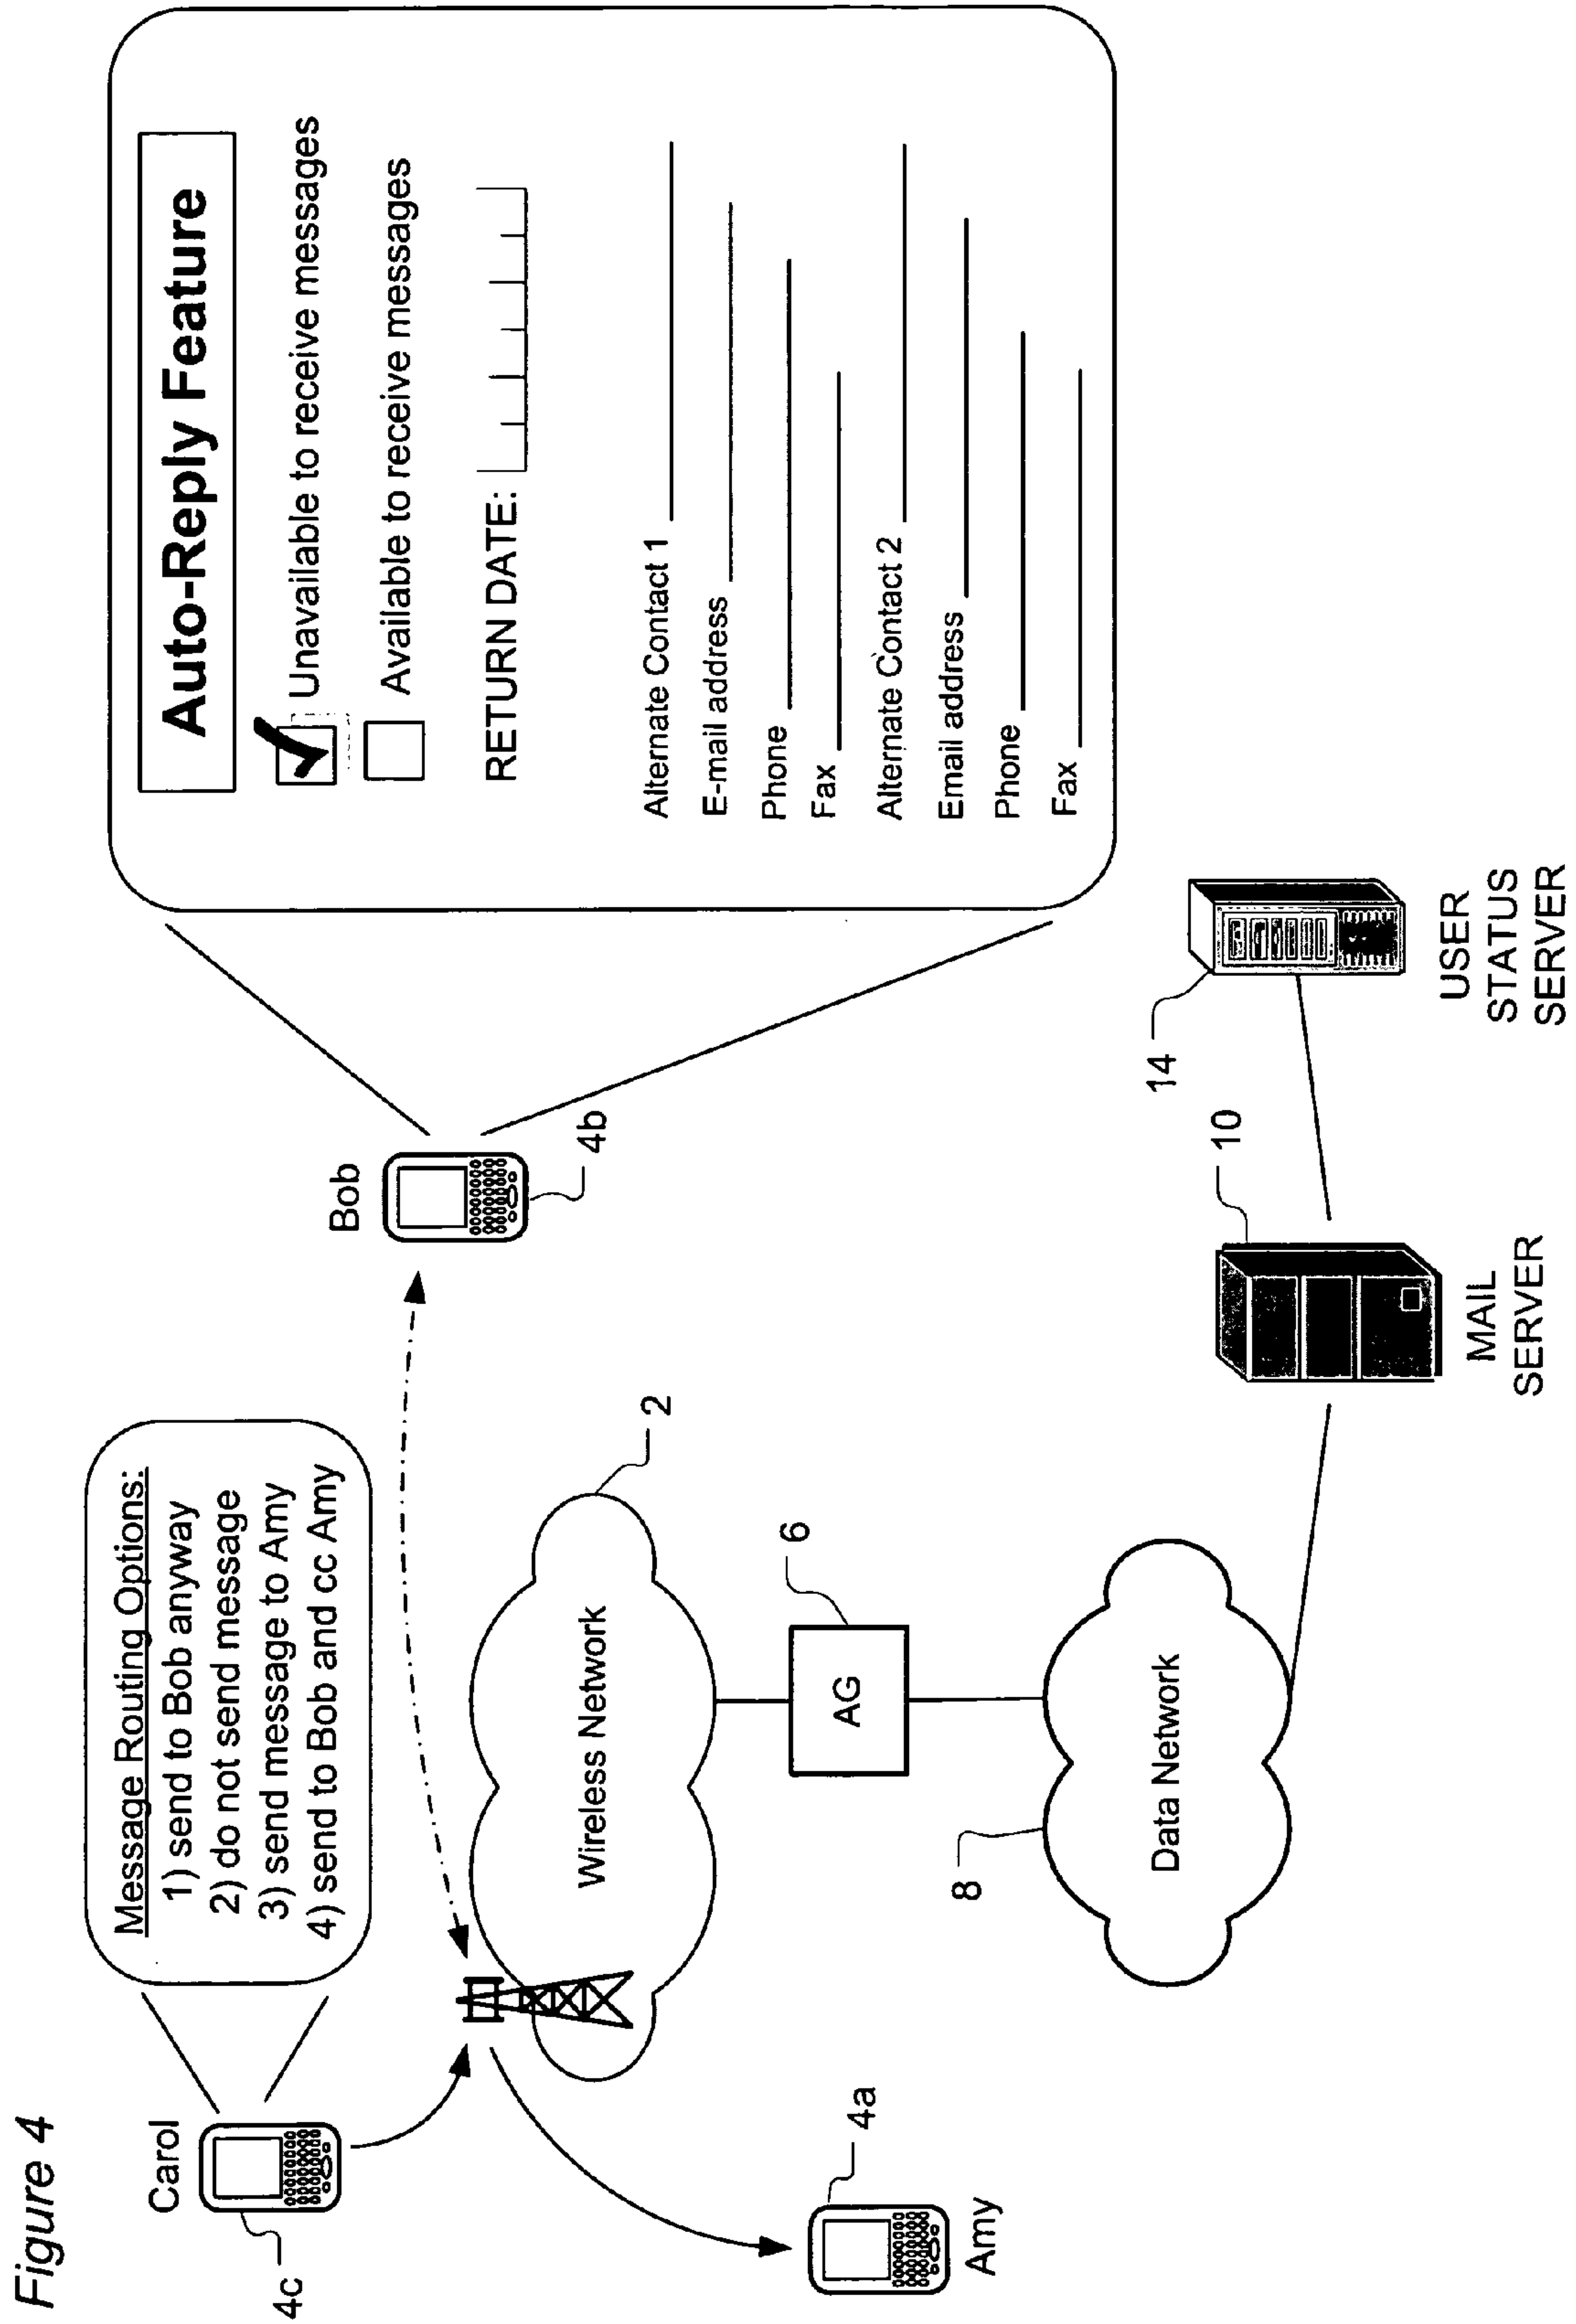 Figure 4
Carol
4c
Message Routing Options:
1) send to Bob anyway
2) do not send message
3) send message to Amy
4) send to Bob and cc Amy
Bob
4b
Auto-Reply Feature
Unavailable to receive messages
Available to receive messages
RETURN DATE:
Alternate Contact 1
E-mail address
Phone
Fax
Alternate Contact 2
Email address
Phone
Fax
Wireless Network
2
AG
6
4a
Amy
8
Data Network
10
MAIL
SERVER
14
USER
STATUS
SERVER